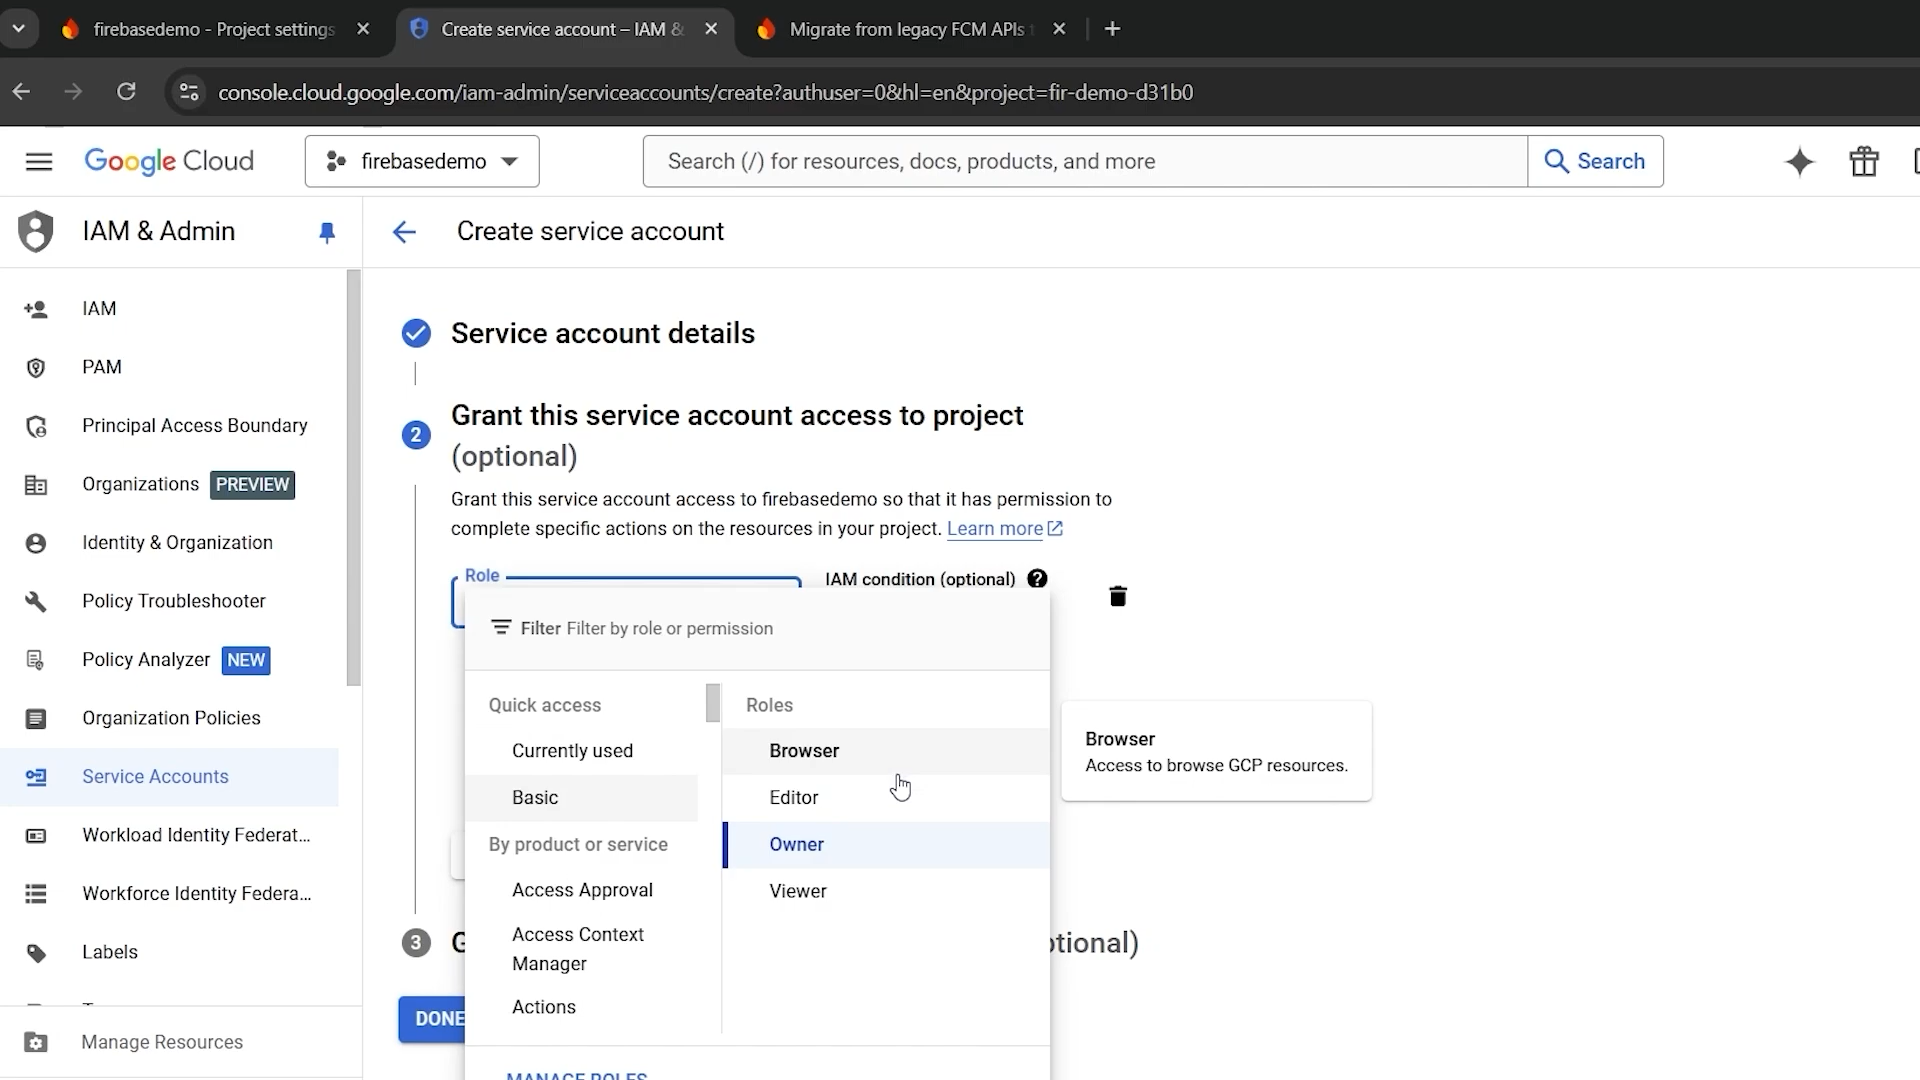 firebasedemo - Project settings
Create service account – IAM &
Migrate from legacy FCM APIs
console.cloud.google.com/iam-admin/serviceaccounts/create?authuser=0&hl=en&project=fir-demo-d31b0
Google Cloud
firebasedemo
Search (/) for resources, docs, products, and more
Search
IAM & Admin
Create service account
IAM
PAM
Principal Access Boundary
Organizations PREVIEW
Identity & Organization
Policy Troubleshooter
Policy Analyzer NEW
Organization Policies
Service Accounts
Workload Identity Federat...
Workforce Identity Federa...
Labels
Manage Resources
Service account details
2
Grant this service account access to project
(optional)
Grant this service account access to firebasedemo so that it has permission to
complete specific actions on the resources in your project. Learn more
Role
IAM condition (optional)
Filter Filter by role or permission
Quick access
Currently used
Basic
By product or service
Access Approval
Access Context
Manager
Actions
Roles
Browser
Editor
Owner
Viewer
MANAGE ROLES
Browser
Access to browse GCP resources.
3
G
ptional)
DONE